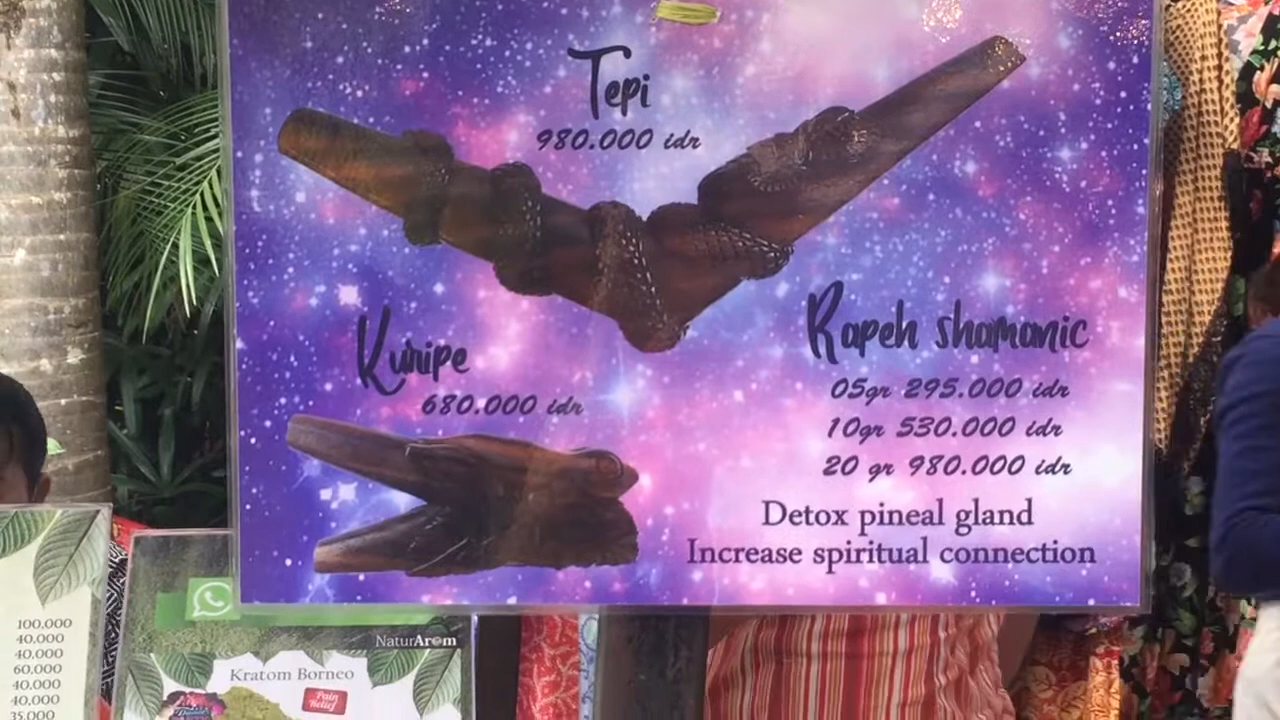 Tepi
980.000 idr
Kuripe
680.000 idr
Rapeh shamanic
05gr 295.000 idr
10gr 530.000 idr
20 gr 980.000 idr
Detox pineal gland
Increase spiritual connection
100,000
40,000
40,000
60,000
40,000
40,000
35,000
NaturArom
Kratom Borneo
Pain
Relief